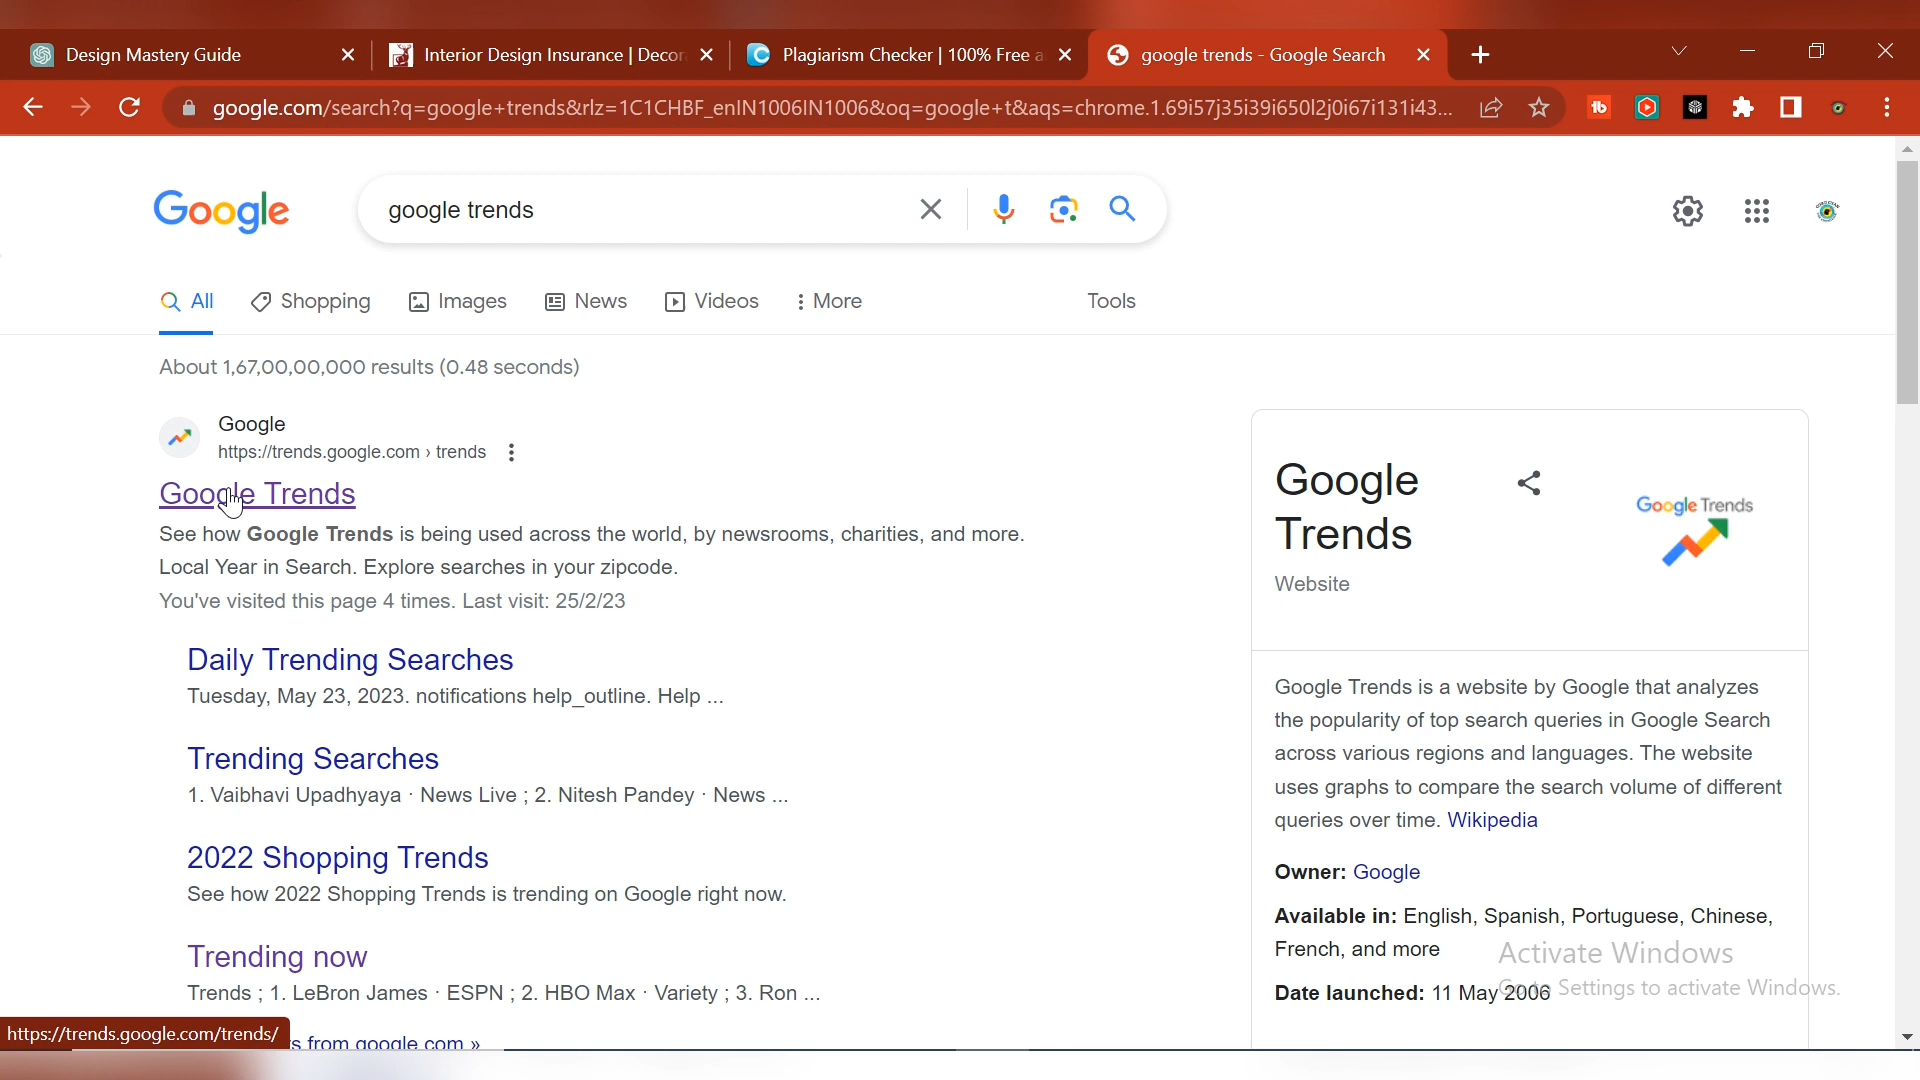 Design Mastery Guide
Interior Design Insurance | Decor
Plagiarism Checker | 100% Free a
google trends - Google Search
google.com/search?q=google+trends&rlz=1C1CHBF_enIN1006IN1006&oq=google+t&aqs=chrome.1.69i57j35i39i650l2j0i67i131i43...
tb
Google
google trends
All
Shopping
Images
News
Videos
More
Tools
About 1,67,00,00,000 results (0.48 seconds)
Google
https://trends.google.com › trends
Google Trends
See how Google Trends is being used across the world, by newsrooms, charities, and more.
Local Year in Search. Explore searches in your zipcode.
You've visited this page 4 times. Last visit: 25/2/23
Daily Trending Searches
Tuesday, May 23, 2023. notifications help_outline. Help ...
Trending Searches
1. Vaibhavi Upadhyaya · News Live ; 2. Nitesh Pandey · News ...
2022 Shopping Trends
See how 2022 Shopping Trends is trending on Google right now.
Trending now
Trends ; 1. LeBron James · ESPN ; 2. HBO Max · Variety ; 3. Ron ...
https://trends.google.com/trends/
from google.com »
Google
Trends
Website
Google Trends
Google Trends is a website by Google that analyzes
the popularity of top search queries in Google Search
across various regions and languages. The website
uses graphs to compare the search volume of different
queries over time. Wikipedia
Owner: Google
Available in: English, Spanish, Portuguese, Chinese,
French, and more
Date launched: 11 May 2006
Activate Windows
Go to Settings to activate Windows.